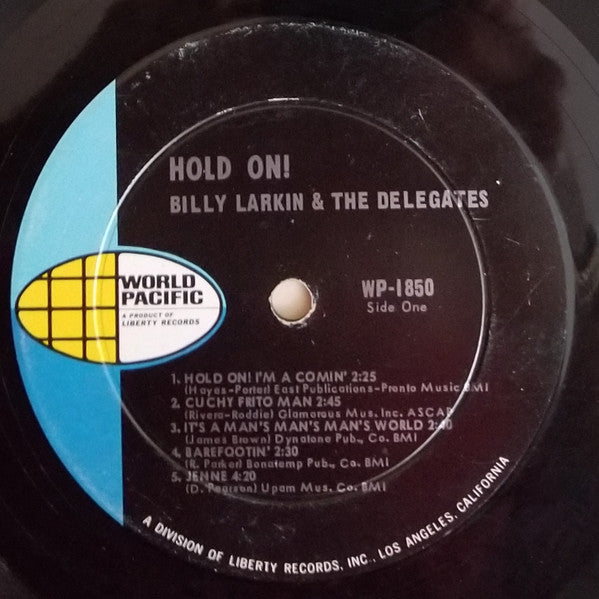 HOLD ON!
BILLY LARKIN & THE DELEGATES
WORLD
PACIFIC
A PRODUCT OF
LIBERTY RECORDS
WP-1850
Side One
1. HOLD ON! I'M A COMIN' 2:25
(Hayes-Porter) East Publications-Pronto Music BMI
2. CUCHY FRITO MAN 2:45
(Rivera-Roddie) Glamorous Mus. Inc. ASCAP
3. IT'S A MAN'S MAN'S MAN'S WORLD 2:40
(James Brown) Dynatone Pub., Co. BMI
4. BAREFOOTIN' 2:30
(R. Parker) Bonatemp Pub., Co. BMI
5. JENNE 4:20
(D. Pearson) Upam Mus. Co. BMI
A DIVISION OF LIBERTY RECORDS, INC., LOS ANGELES, CALIFORNIA